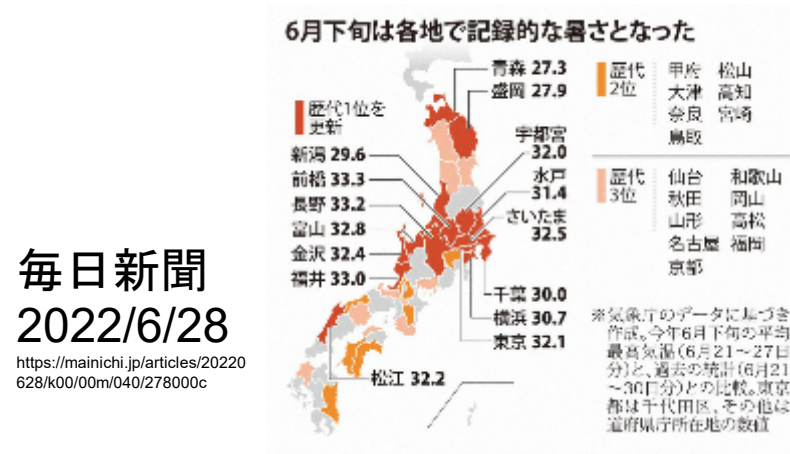 6月下旬は各地で記録的な暑さとなった
青森 27.3
盛岡 27.9
歴代1位を
更新
宇都宮
32.0
新潟 29.6
前橋 33.3
水戸
31.4
長野 33.2
さいたま
32.5
富山 32.8
金沢 32.4
福井 33.0
千葉 30.0
横浜 30.7
東京 32.1
松江 32.2
歴代
2位
甲府 松山
大津 高知
奈良 宮崎
鳥取
歴代
3位
仙台 和歌山
秋田 岡山
山形 高松
名古屋 福岡
京都
※気象庁のデータに基づき
作成。今年6月下旬の平均
最高気温(6月21～27日
分)と、過去の統計(6月21
～30日分)との比較。東京
都は千代田区、その他は
道府県庁所在地の数値
毎日新聞
2022/6/28
https://mainichi.jp/articles/20220
628/k00/00m/040/278000c